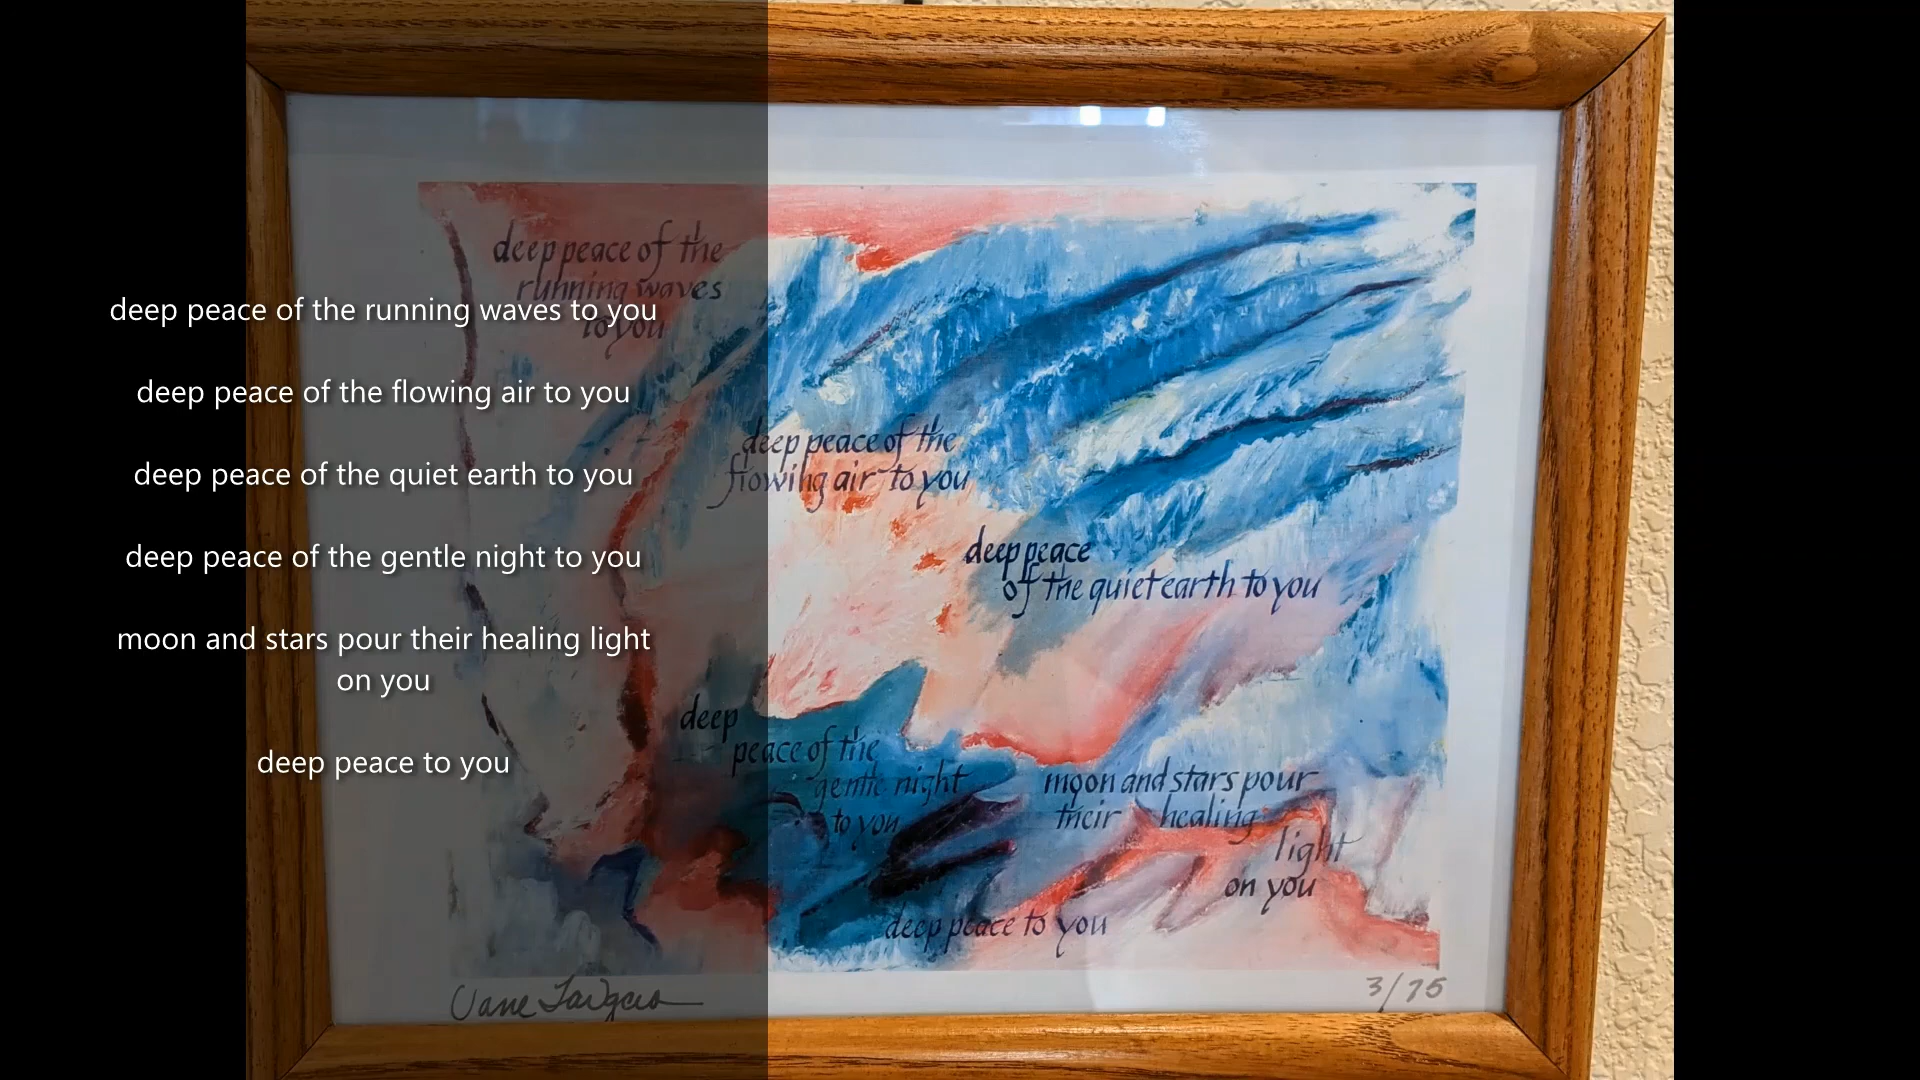 deep peace of the running waves to you
deep peace of the flowing air to you
deep peace of the quiet earth to you
deep peace of the gentle night to you
moon and stars pour their healing light
on you
deep peace to you
deep peace of the
running waves
to you
deep peace of the
flowing air to you
deep peace
of the quiet earth to you
deep
peace of the
gentle night
to you
moon and stars pour
their healing
light
on you
deep peace to you
Jane
3/75